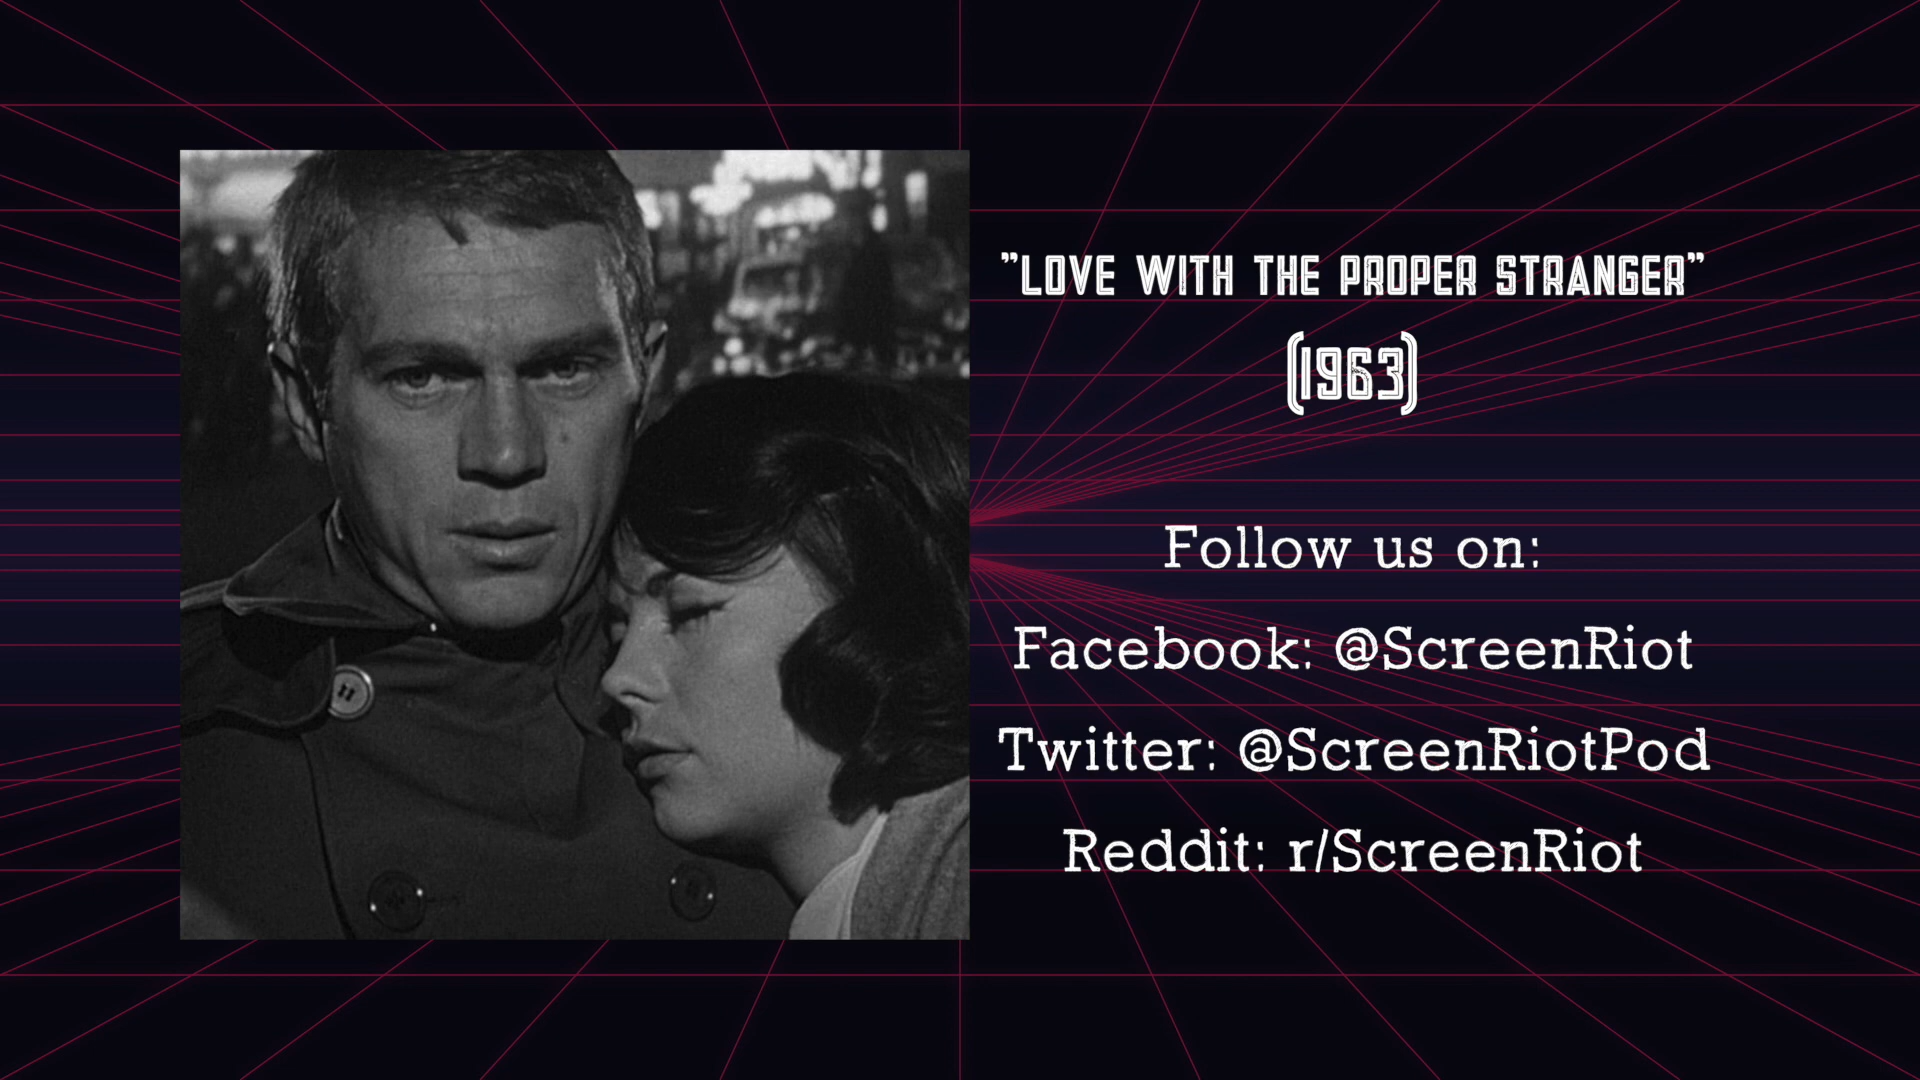 "LOVE WITH THE PROPER STRANGER"
(1963)
Follow us on:
Facebook: @ScreenRiot
Twitter: @ScreenRiotPod
Reddit: r/ScreenRiot